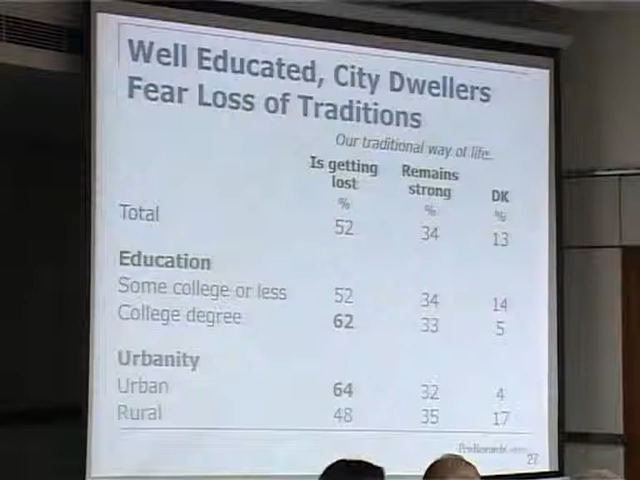 Well Educated, City Dwellers
Fear Loss of Traditions
Our traditional way of life..
Is getting lost Remains strong DK
% % %
Total 52 34 13
Education
Some college or less 52 34 14
College degree 62 33 5
Urbanity
Urban 64 32 4
Rural 48 35 17
27